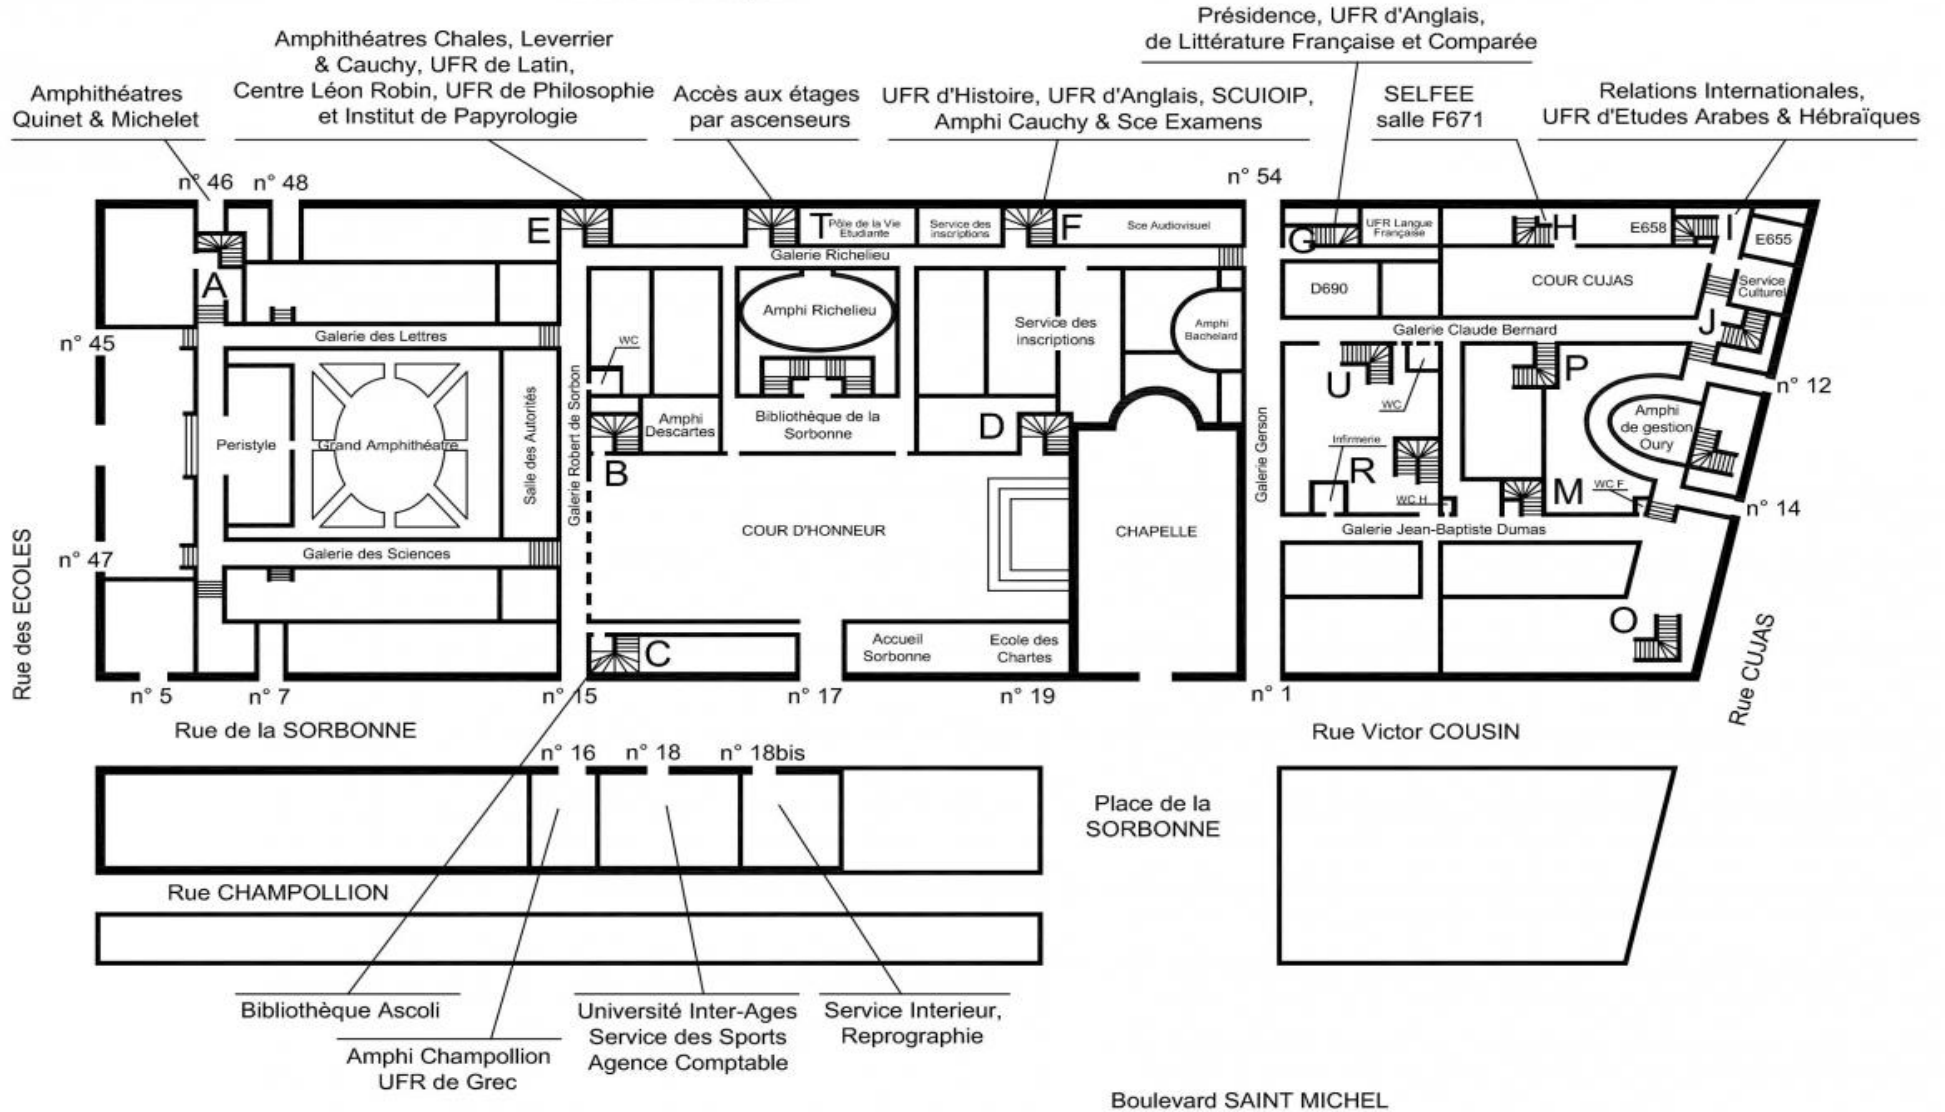 Présidence, UFR d'Anglais,
de Littérature Française et Comparée
Amphithéatres Chales, Leverrier
& Cauchy, UFR de Latin,
Centre Léon Robin, UFR de Philosophie
et Institut de Papyrologie
Amphithéatres
Quinet & Michelet
Accès aux étages
par ascenseurs
UFR d'Histoire, UFR d'Anglais, SCUIOIP,
Amphi Cauchy & Sce Examens
SELFEE
salle F671
Relations Internationales,
UFR d'Etudes Arabes & Hébraïques
n° 46
n° 48
n° 54
E
T
Pôle de la Vie
Etudiante
Service des
inscriptions
F
Sce Audiovisuel
G
UFR Langue
Française
H
E658
I
E655
Galerie Richelieu
A
Amphi Richelieu
D690
COUR CUJAS
Service
Culturel
Service des
inscriptions
Amphi
Bachelard
Galerie des Lettres
n° 45
WC
Galerie Claude Bernard
J
U
WC
P
n° 12
Peristyle
Grand Amphithéatre
Salle des Autorités
Galerie Robert de Sorbon
Amphi
Descartes
Bibliothèque de la
Sorbonne
D
B
Galerie Gerson
Infirmerie
R
WC H
M
WC F
Amphi
de gestion
Oury
n° 14
COUR D'HONNEUR
CHAPELLE
Galerie Jean-Baptiste Dumas
Galerie des Sciences
n° 47
Rue des ECOLES
C
Accueil
Sorbonne
Ecole des
Chartes
O
Rue CUJAS
n° 5
n° 7
n° 15
n° 17
n° 19
n° 1
Rue de la SORBONNE
Rue Victor COUSIN
n° 16
n° 18
n° 18bis
Place de la
SORBONNE
Rue CHAMPOLLION
Bibliothèque Ascoli
Amphi Champollion
UFR de Grec
Université Inter-Ages
Service des Sports
Agence Comptable
Service Interieur,
Reprographie
Boulevard SAINT MICHEL